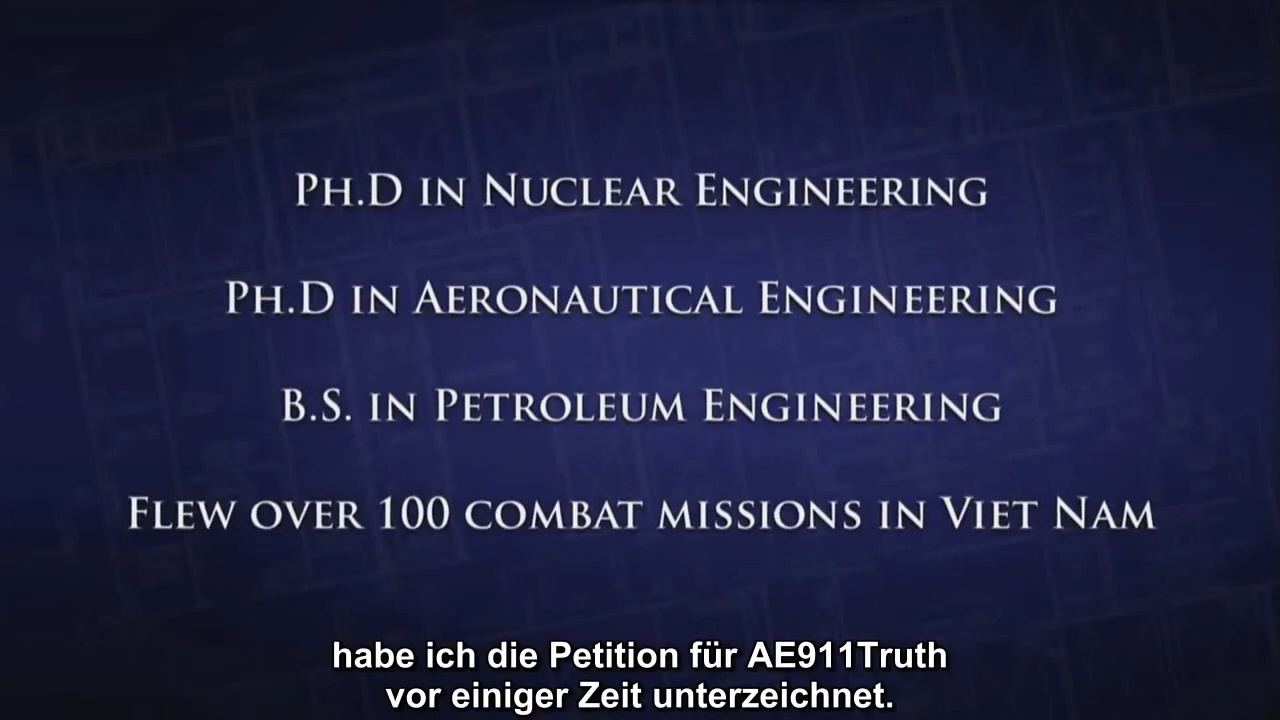 Ph.D in Nuclear Engineering
Ph.D in Aeronautical Engineering
B.S. in Petroleum Engineering
Flew over 100 combat missions in Viet Nam
habe ich die Petition für AE911Truth
vor einiger Zeit unterzeichnet.